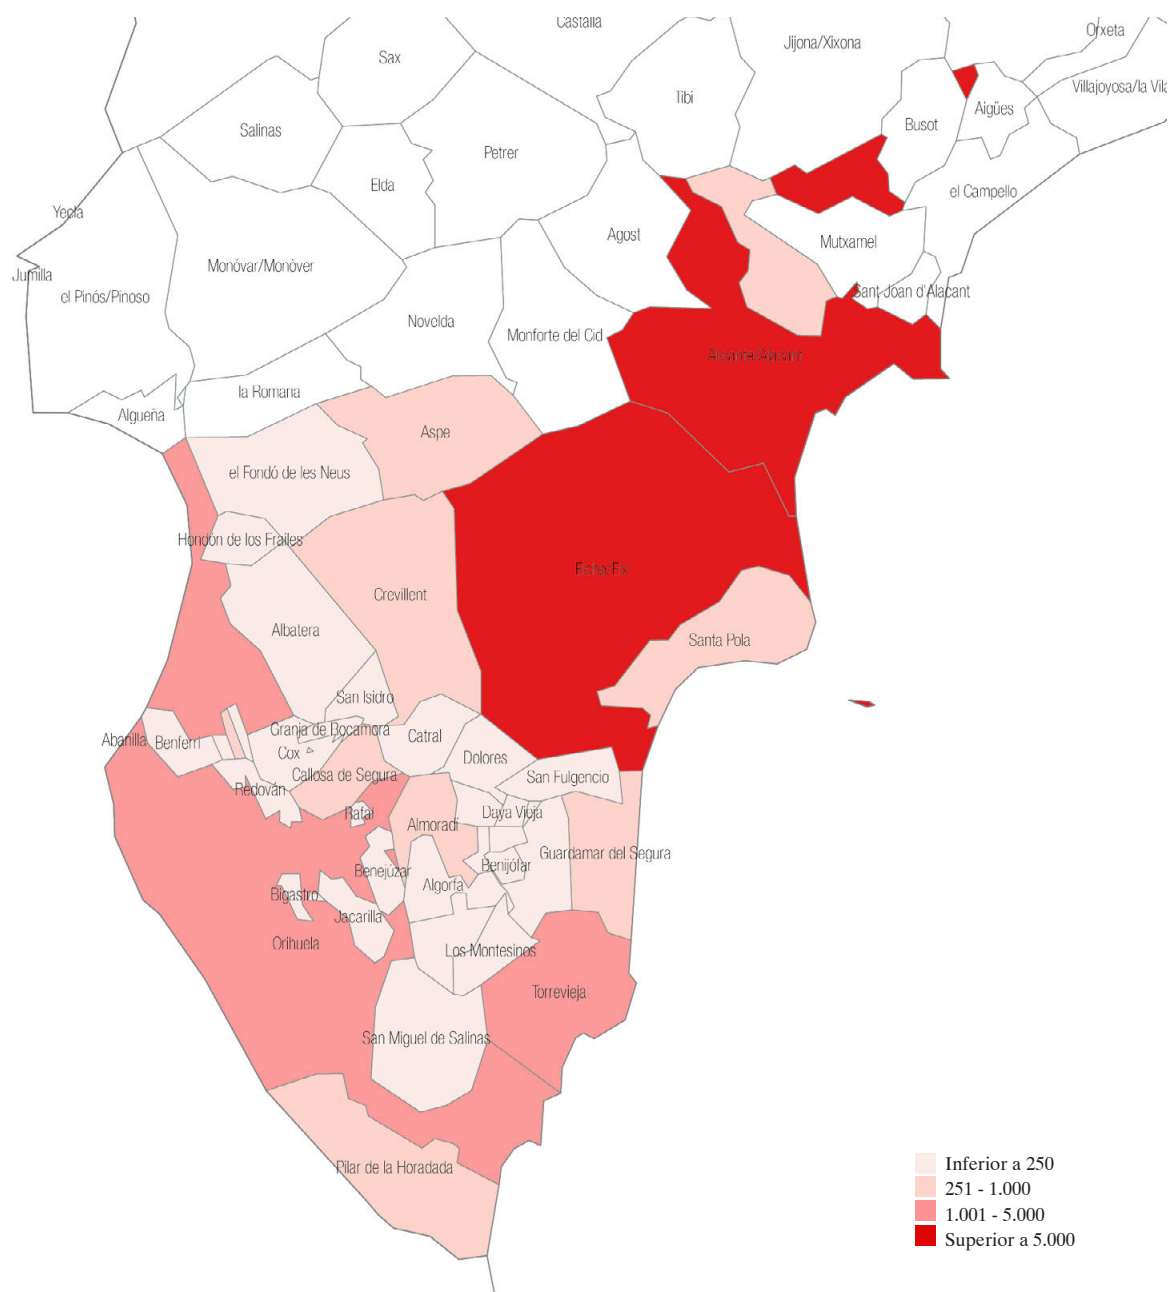 Castalla
Orxeta
Jijona/Xixona
Sax
Villajoyosa/la Vila
Tibi
Aigües
Busot
Salinas
Petrer
Elda
el Campello
Yecla
Agost
Mutxamel
Monóvar/Monòver
Jumilla
Sant Joan d'Alacant
el Pinós/Pinoso
Novelda
Monforte del Cid
Alicante/Alacant
la Romana
Algueña
Aspe
el Fondó de les Neus
Hondón de los Frailes
Elche/Elx
Crevillent
Albatera
Santa Pola
San Isidro
Granja de Rocamora
Catral
Abanilla
Benferri
Cox
Dolores
Callosa de Segura
San Fulgencio
Redován
Rafal
Daya Vieja
Almoradí
Guardamar del Segura
Benijófar
Benejúzar
Algorfa
Bigastro
Jacarilla
Orihuela
Los Montesinos
Torrevieja
San Miguel de Salinas
Pilar de la Horadada
Inferior a 250
251 - 1.000
1.001 - 5.000
Superior a 5.000